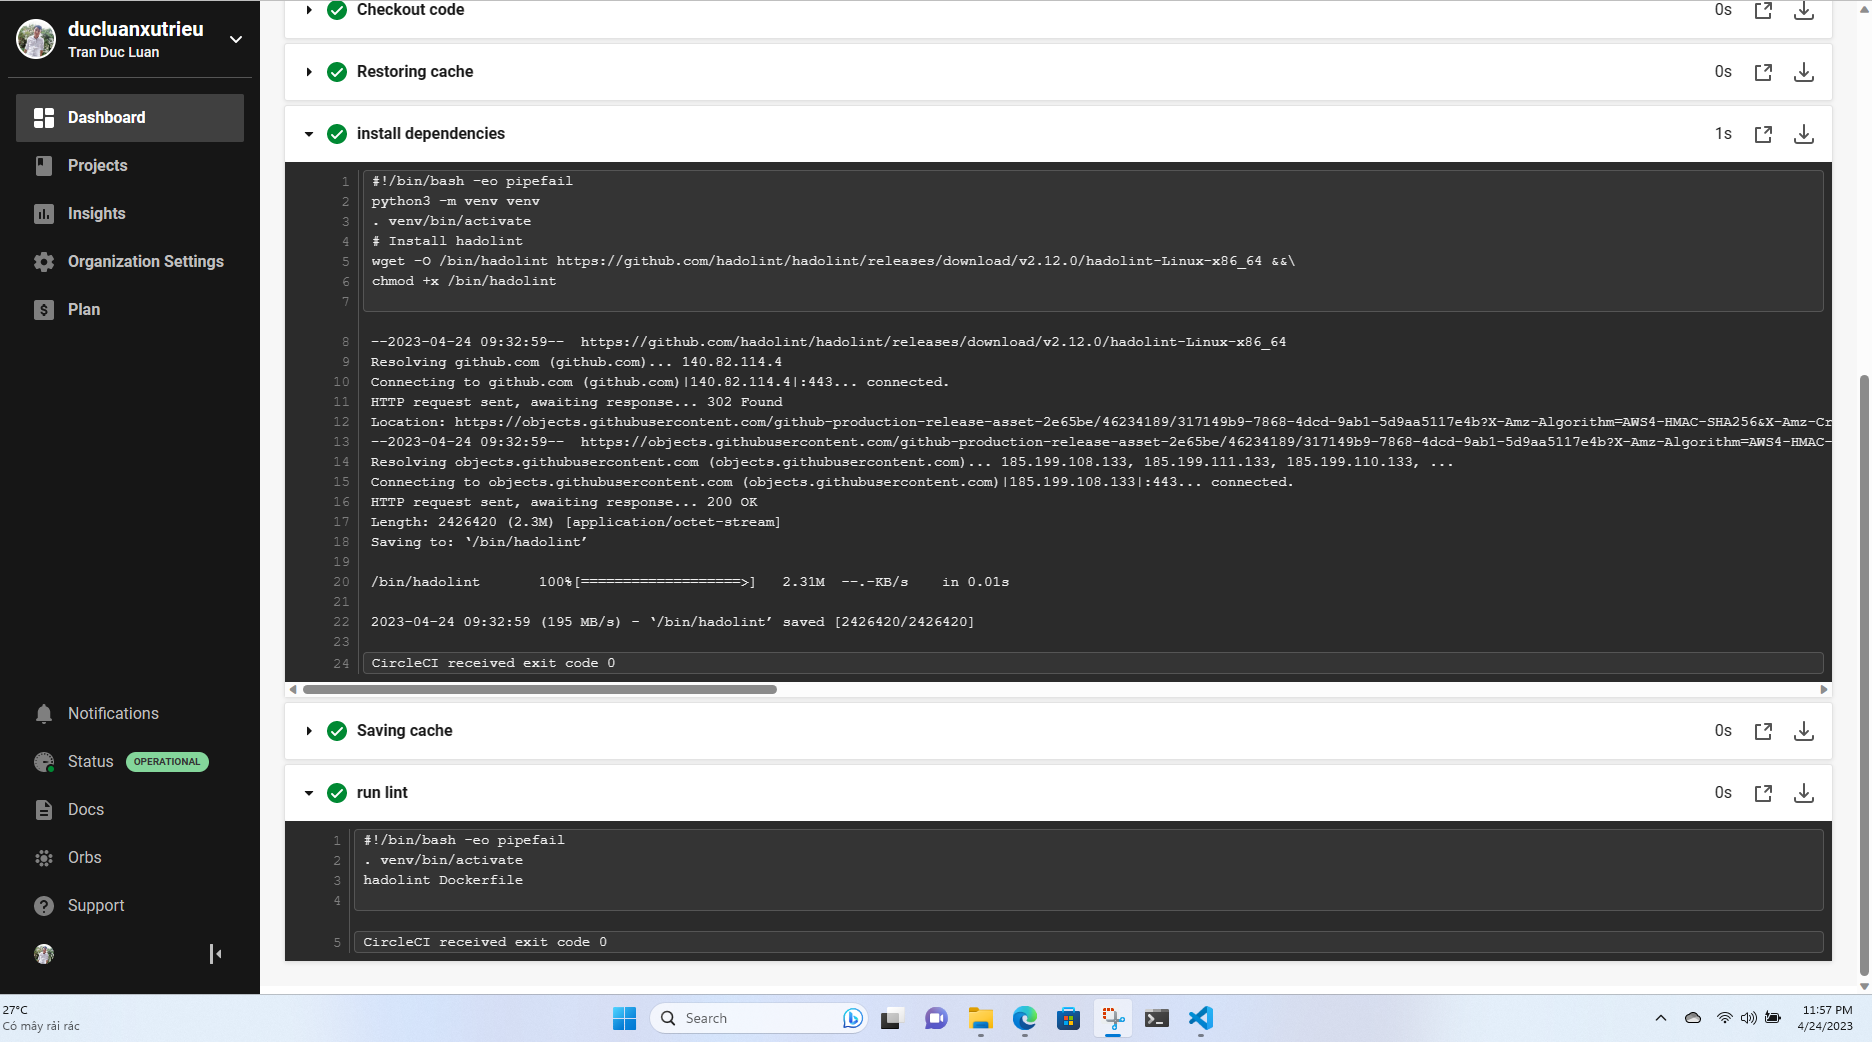 ducluanxutrieu
Tran Duc Luan
Dashboard
Projects
Insights
Organization Settings
$ Plan
Notifications
Status OPERATIONAL
Docs
Orbs
? Support
Checkout code 0s
Restoring cache 0s
install dependencies 1s
1 #!/bin/bash -eo pipefail
2 python3 -m venv venv
3 . venv/bin/activate
4 # Install hadolint
5 wget -O /bin/hadolint https://github.com/hadolint/hadolint/releases/download/v2.12.0/hadolint-Linux-x86_64 &&\
6 chmod +x /bin/hadolint
7
8 --2023-04-24 09:32:59--  https://github.com/hadolint/hadolint/releases/download/v2.12.0/hadolint-Linux-x86_64
9 Resolving github.com (github.com)... 140.82.114.4
10 Connecting to github.com (github.com)|140.82.114.4|:443... connected.
11 HTTP request sent, awaiting response... 302 Found
12 Location: https://objects.githubusercontent.com/github-production-release-asset-2e65be/46234189/317149b9-7868-4dcd-9ab1-5d9aa5117e4b?X-Amz-Algorithm=AWS4-HMAC-SHA256&X-Amz-Cr
13 --2023-04-24 09:32:59--  https://objects.githubusercontent.com/github-production-release-asset-2e65be/46234189/317149b9-7868-4dcd-9ab1-5d9aa5117e4b?X-Amz-Algorithm=AWS4-HMAC-
14 Resolving objects.githubusercontent.com (objects.githubusercontent.com)... 185.199.108.133, 185.199.111.133, 185.199.110.133, ...
15 Connecting to objects.githubusercontent.com (objects.githubusercontent.com)|185.199.108.133|:443... connected.
16 HTTP request sent, awaiting response... 200 OK
17 Length: 2426420 (2.3M) [application/octet-stream]
18 Saving to: ‘/bin/hadolint’
19
20 /bin/hadolint       100%[===================>]   2.31M  --.-KB/s    in 0.01s
21
22 2023-04-24 09:32:59 (195 MB/s) - ‘/bin/hadolint’ saved [2426420/2426420]
23
24 CircleCI received exit code 0
Saving cache 0s
run lint 0s
1 #!/bin/bash -eo pipefail
2 . venv/bin/activate
3 hadolint Dockerfile
4
5 CircleCI received exit code 0
27°C
Có mây rải rác
Search
11:57 PM
4/24/2023